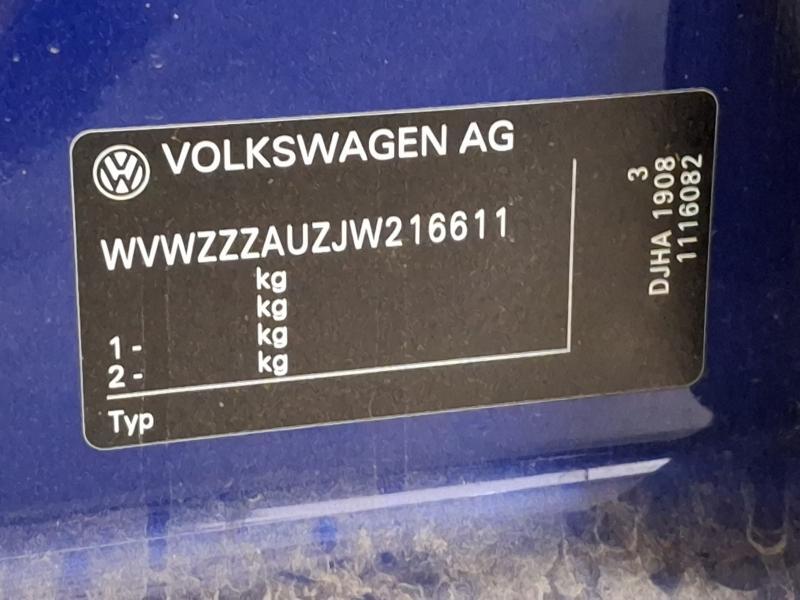 VOLKSWAGEN AG
WVWZZZAUZJW216611
kg
kg
1- kg
2- kg
Typ
3
DJHA 1908
1116082